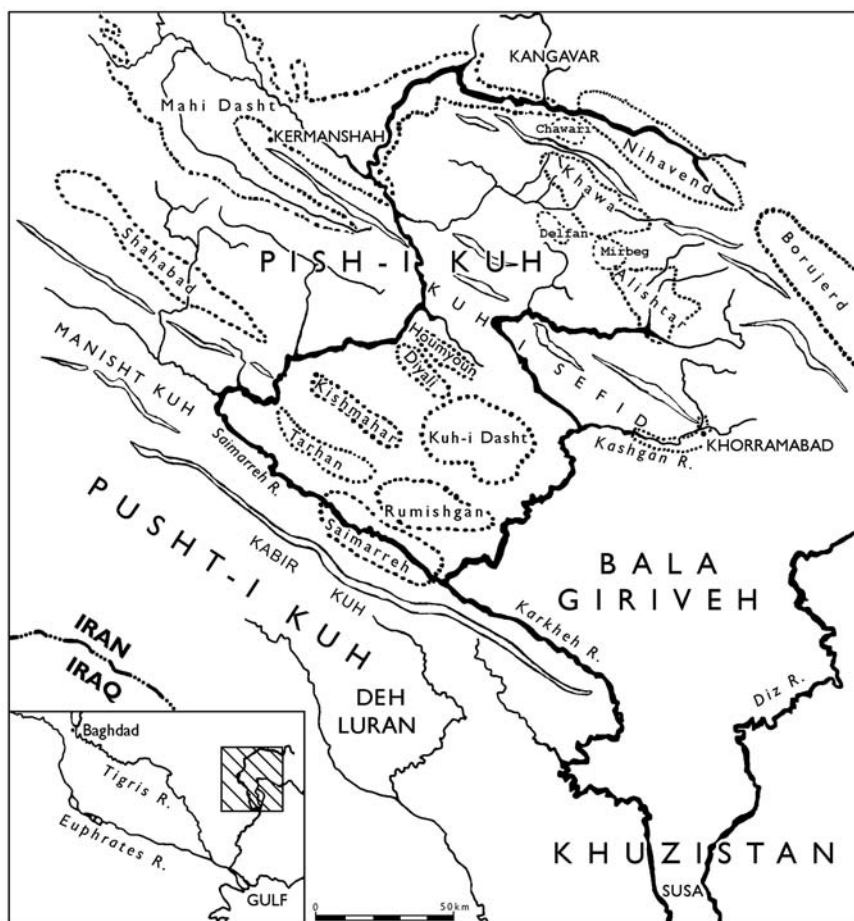 KANGAVAR
Mahi Dasht
Chawari
KERMANSHAH
Nihavend
Khawa
Delfan
Borujerd
Shahabad
Mirbeg
PISH-I KUH
Alishtar
KUH-I SEFID
Houmyoun
Diyali
MANISHT KUH
Kishmahar
Kuh-i Dasht
KHORRAMABAD
Tarhan
Kashgan R.
Saimarreh R.
Rumishgan
PUSHT-I KUH
Saimarreh
KABIR KUH
BALA
GIRIVEH
Karkheh R.
IRAN
IRAQ
DEH
LURAN
Diz R.
Baghdad
Tigris R.
Euphrates R.
GULF
KHUZISTAN
SUSA
0 50km